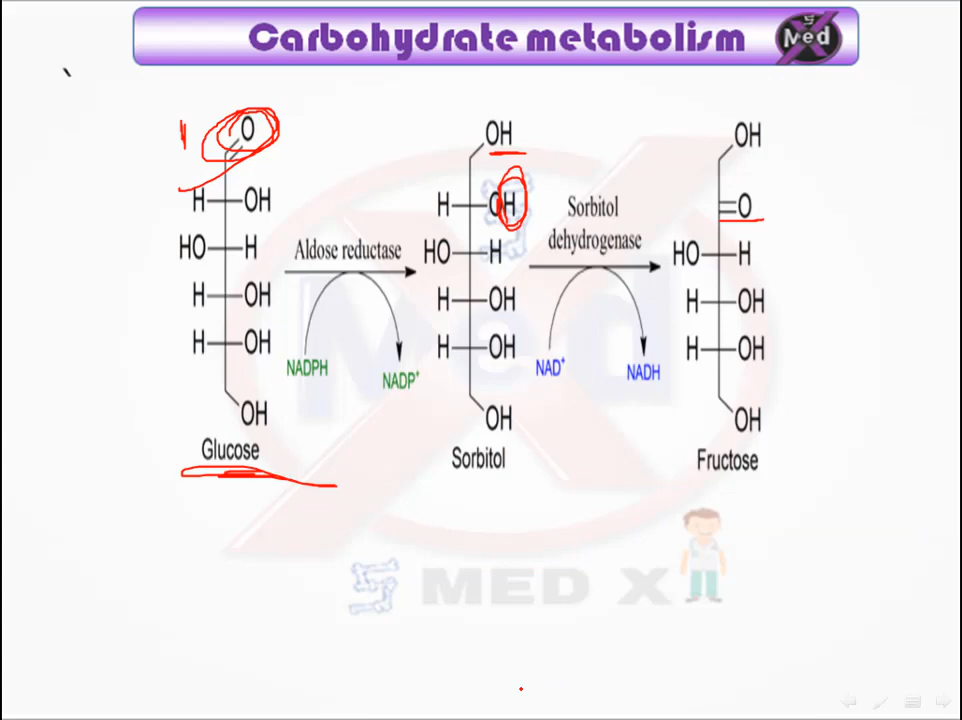 Carbohydrate metabolism
Med
O
H OH
HO H
H OH
H OH
OH
Glucose
Aldose reductase
NADPH
NADP⁺
OH
H OH
HO H
H OH
H OH
OH
Sorbitol
Sorbitol
dehydrogenase
NAD⁺
NADH
OH
O
HO H
H OH
H OH
OH
Fructose
Med
MED X